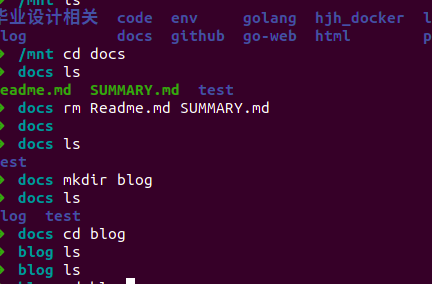 /mnt ls
毕业设计相关 code env golang hjh_docker
log docs github go-web html
/mnt cd docs
docs ls
eadme.md SUMMARY.md test
docs rm Readme.md SUMMARY.md
docs
docs ls
est
docs mkdir blog
docs ls
log test
docs cd blog
blog ls
blog ls